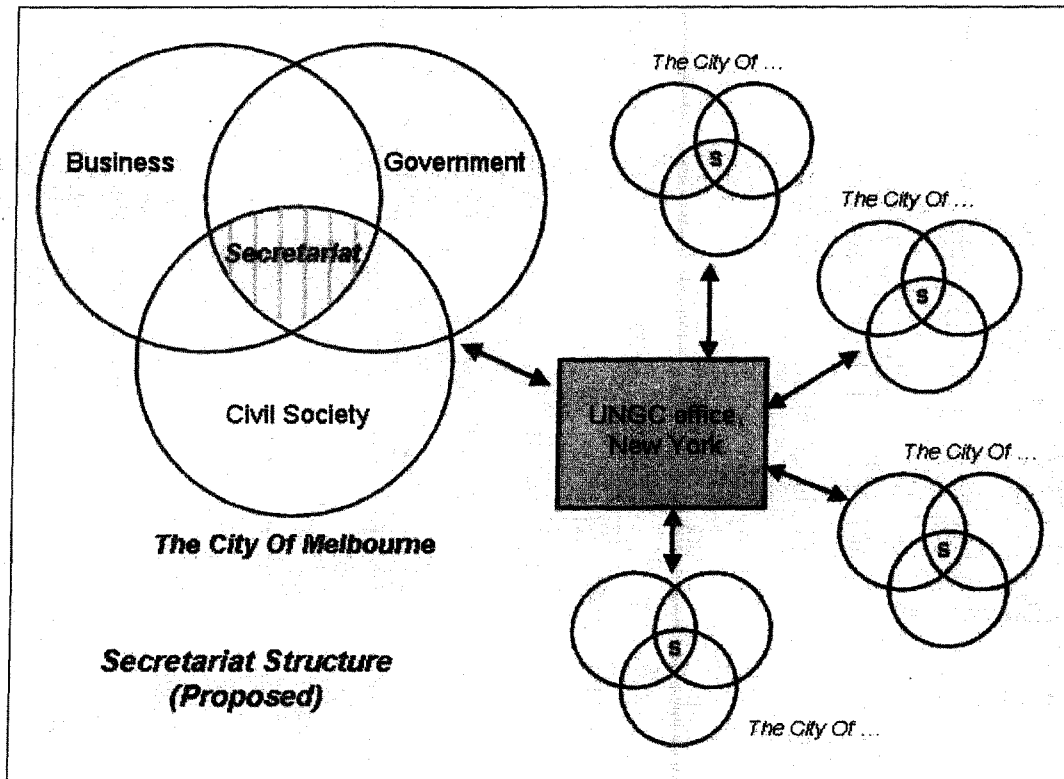 Business
Government
Secretariat
Civil Society
The City Of Melbourne
Secretariat Structure
(Proposed)
The City Of ...
S
The City Of ...
S
UNGC office,
New York
The City Of ...
S
S
The City Of ...